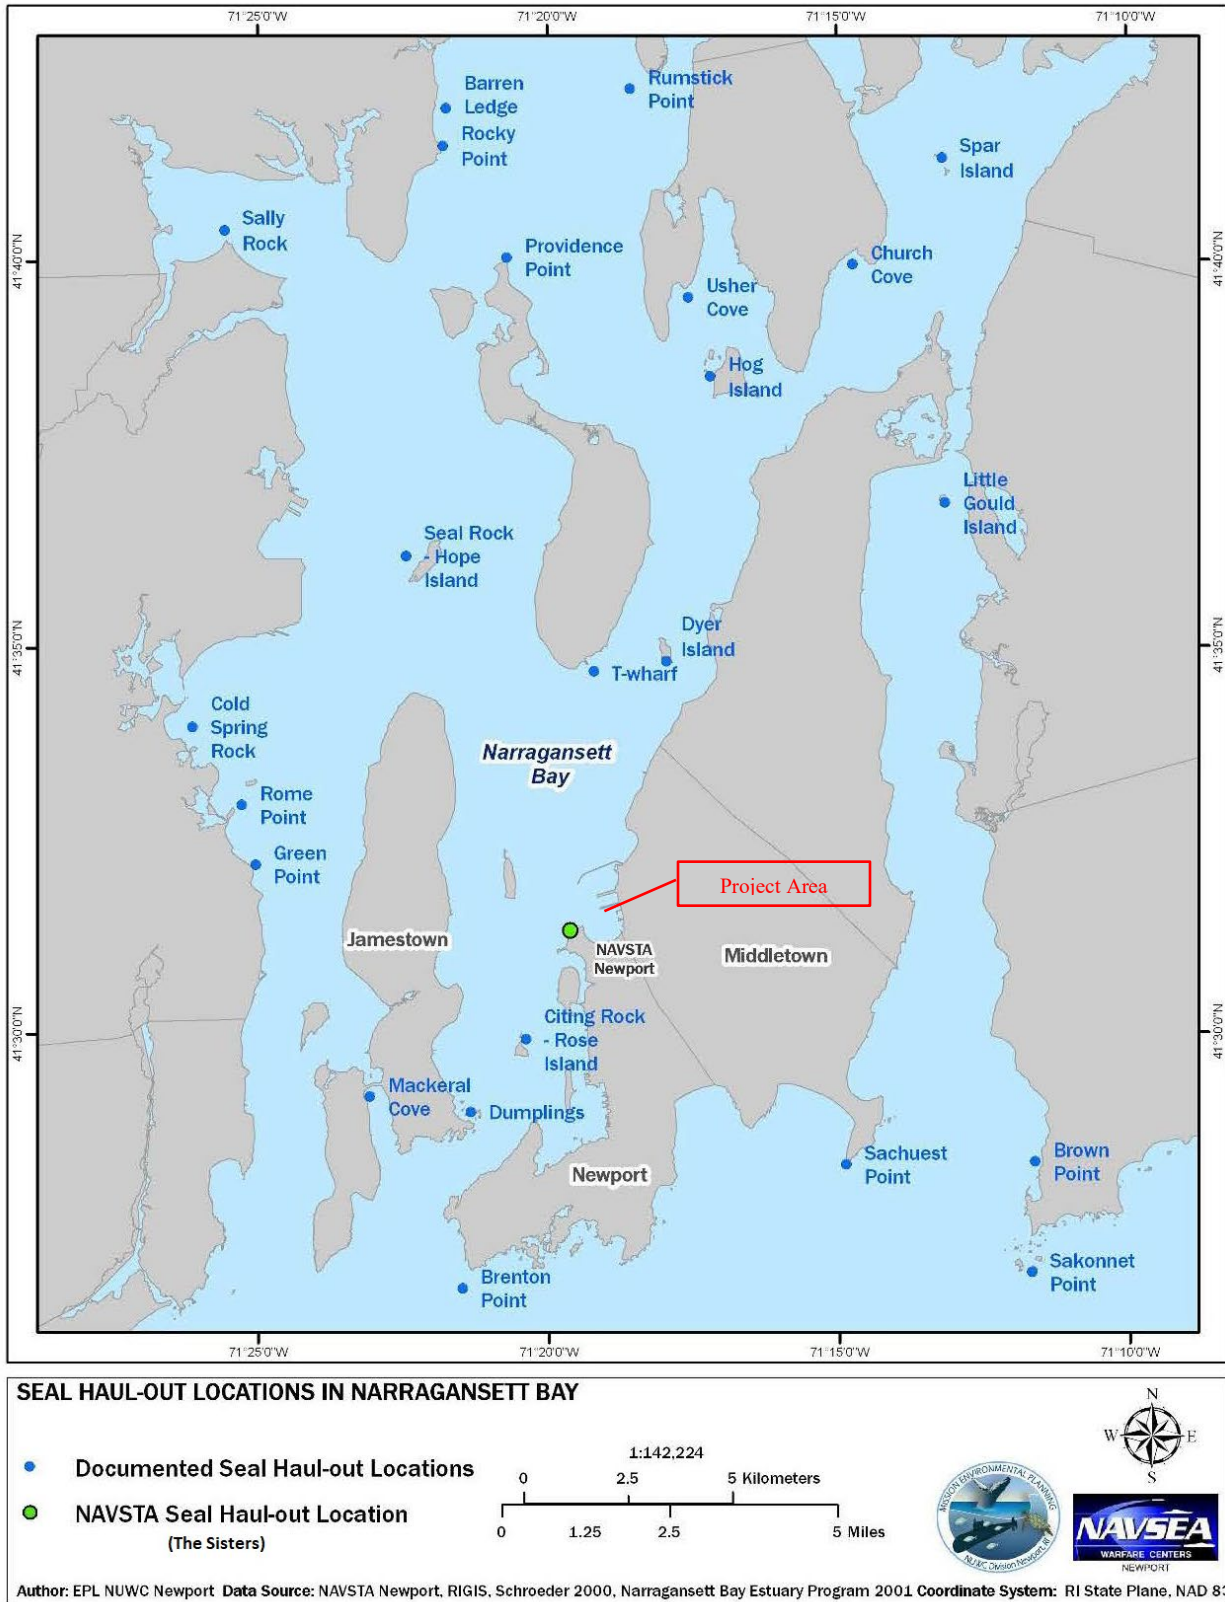 71°25'0"W
71°20'0"W
71°15'0"W
71°10'0"W
Barren
Ledge
Rocky
Point
Rumstick
Point
Spar
Island
Sally
Rock
Providence
Point
Church
Cove
Usher
Cove
41°40'0"N
41°40'0"N
Hog
Island
Little
Gould
Island
Seal Rock
- Hope
Island
Dyer
Island
T-wharf
41°35'0"N
41°35'0"N
Cold
Spring
Rock
Narragansett
Bay
Rome
Point
Green
Point
Project Area
Jamestown
NAVSTA
Newport
Middletown
Citing Rock
- Rose
Island
41°30'0"N
41°30'0"N
Mackeral
Cove
Dumplings
Newport
Sachuest
Point
Brown
Point
Brenton
Point
Sakonnet
Point
71°25'0"W
71°20'0"W
71°15'0"W
71°10'0"W
SEAL HAUL-OUT LOCATIONS IN NARRAGANSETT BAY
Documented Seal Haul-out Locations
NAVSTA Seal Haul-out Location
(The Sisters)
1:142,224
0 2.5 5 Kilometers
0 1.25 2.5 5 Miles
N
W E
S
MISSION ENVIRONMENTAL PLANNING
NUWC Division Newport, RI
NAVSEA
WARFARE CENTERS
NEWPORT
Author: EPL NUWC Newport Data Source: NAVSTA Newport, RIGIS, Schroeder 2000, Narragansett Bay Estuary Program 2001 Coordinate System: RI State Plane, NAD 83